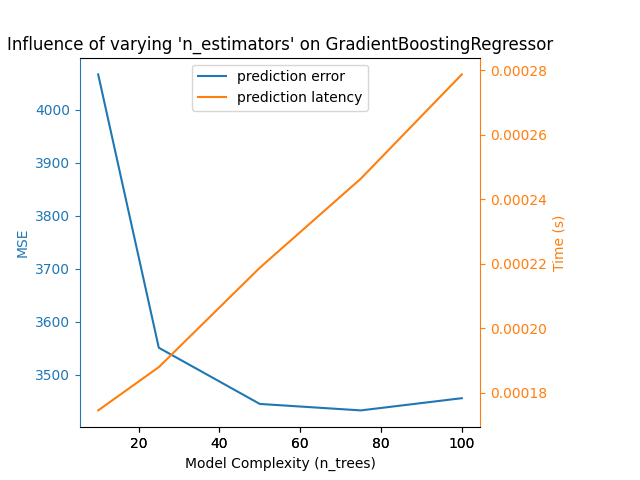 Influence of varying 'n_estimators' on GradientBoostingRegressor
prediction error
prediction latency
4000
3900
3800
3700
3600
3500
MSE
0.00028
0.00026
0.00024
0.00022
0.00020
0.00018
Time (s)
20 40 60 80 100
Model Complexity (n_trees)